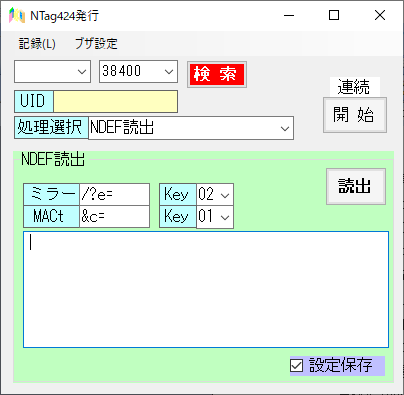 NTag424発行
記録(L) ブザ設定
38400 検索
連続
UID
開始
処理選択 NDEF読出
NDEF読出
読出
ミラー /?e= Key 02
MACt &c= Key 01
設定保存